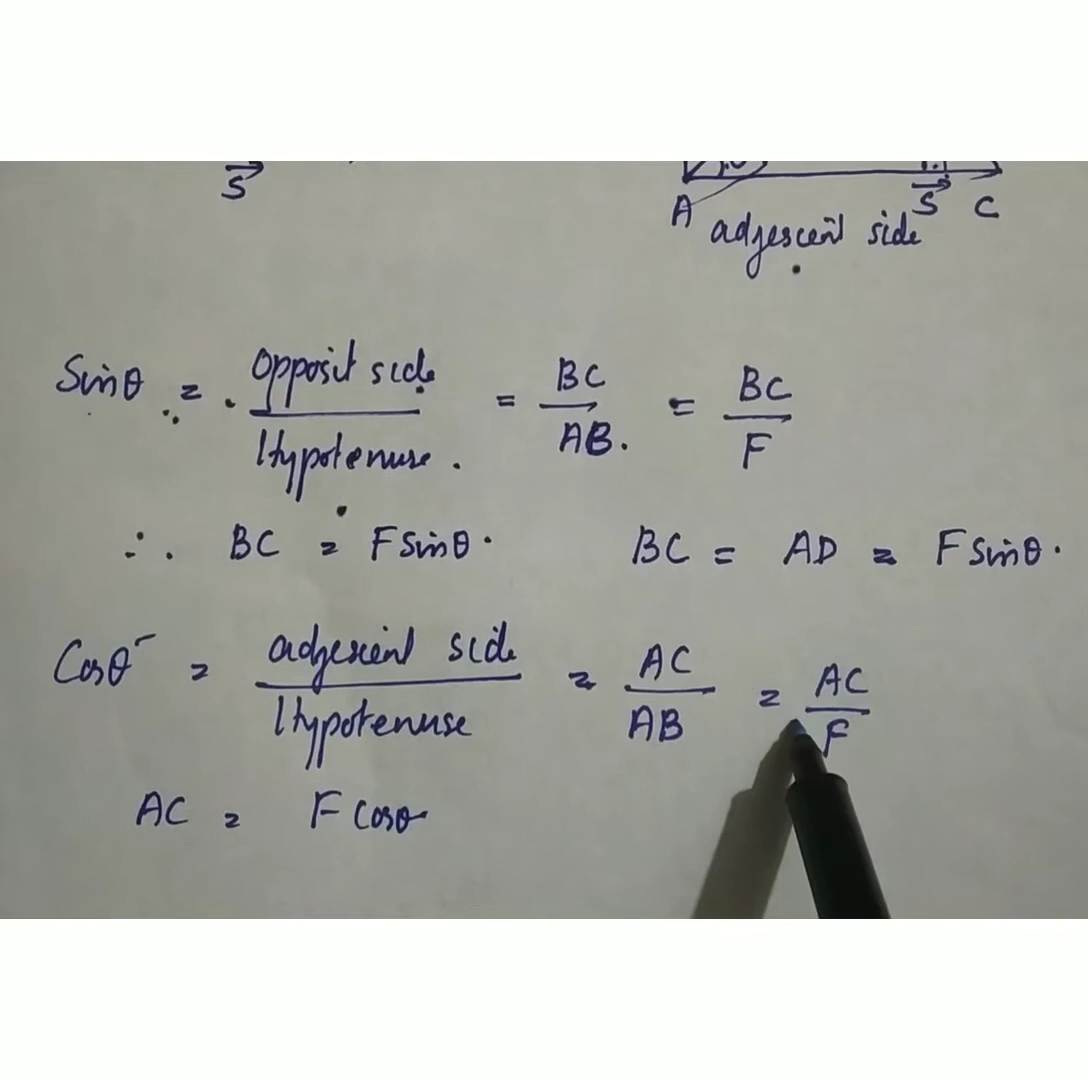 S
A S C
adjescent side
Sinθ = Opposit side / Hypotenuse. = BC / AB. = BC / F
∴ BC = F Sinθ. BC = AD = F Sinθ.
Cosθ = adjescent side / Hypotenuse = AC / AB = AC / F
AC = F Cosθ